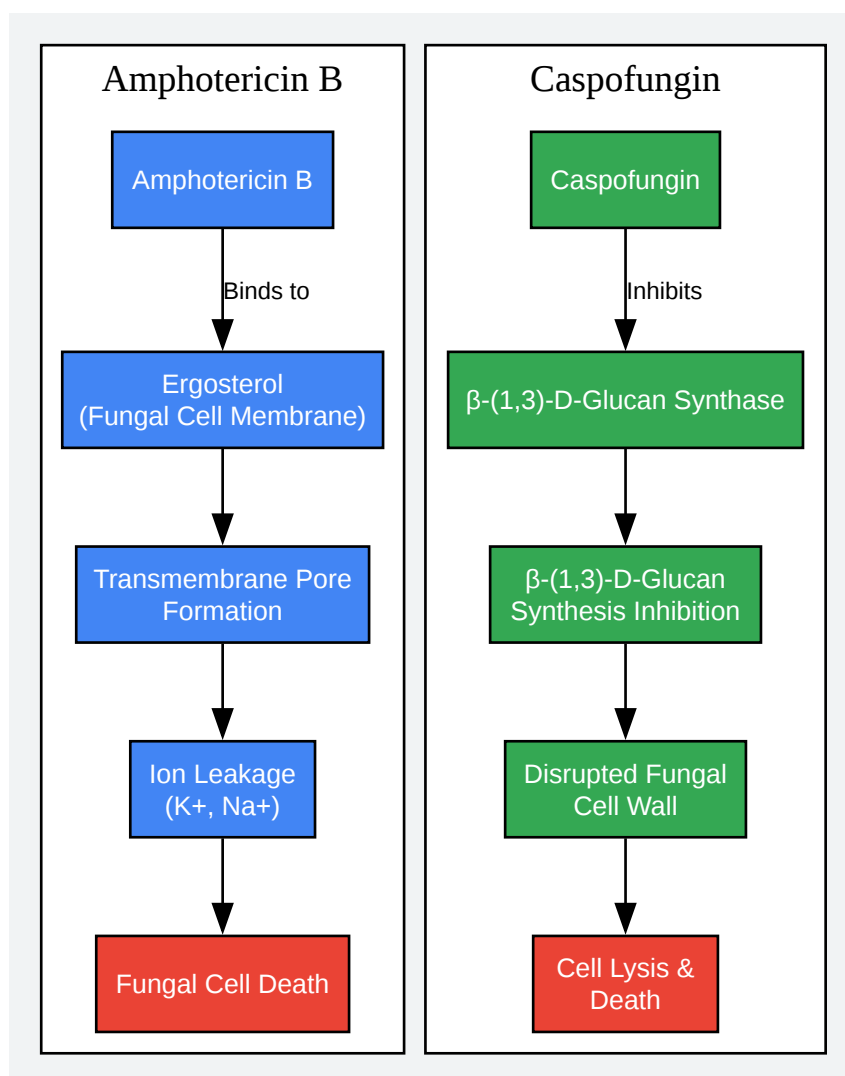 Amphotericin B
Amphotericin B
Binds to
Ergosterol
(Fungal Cell Membrane)
Transmembrane Pore
Formation
Ion Leakage
(K+, Na+)
Fungal Cell Death
Caspofungin
Caspofungin
Inhibits
β-(1,3)-D-Glucan Synthase
β-(1,3)-D-Glucan
Synthesis Inhibition
Disrupted Fungal
Cell Wall
Cell Lysis &
Death